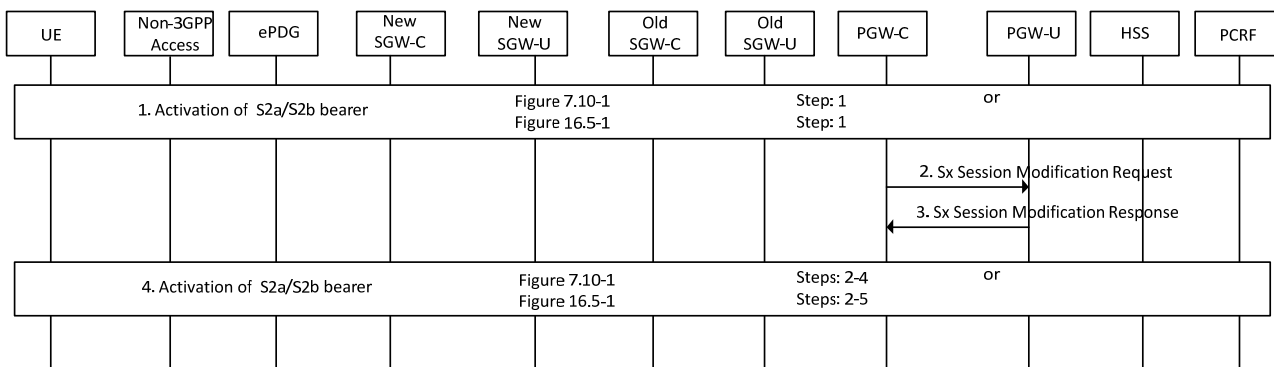 UE
Non-3GPP
Access
ePDG
New
SGW-C
New
SGW-U
Old
SGW-C
Old
SGW-U
PGW-C
PGW-U
HSS
PCRF
1. Activation of S2a/S2b bearer
Figure 7.10-1 Step: 1 or
Figure 16.5-1 Step: 1
2. Sx Session Modification Request
3. Sx Session Modification Response
4. Activation of S2a/S2b bearer
Figure 7.10-1 Steps: 2-4 or
Figure 16.5-1 Steps: 2-5